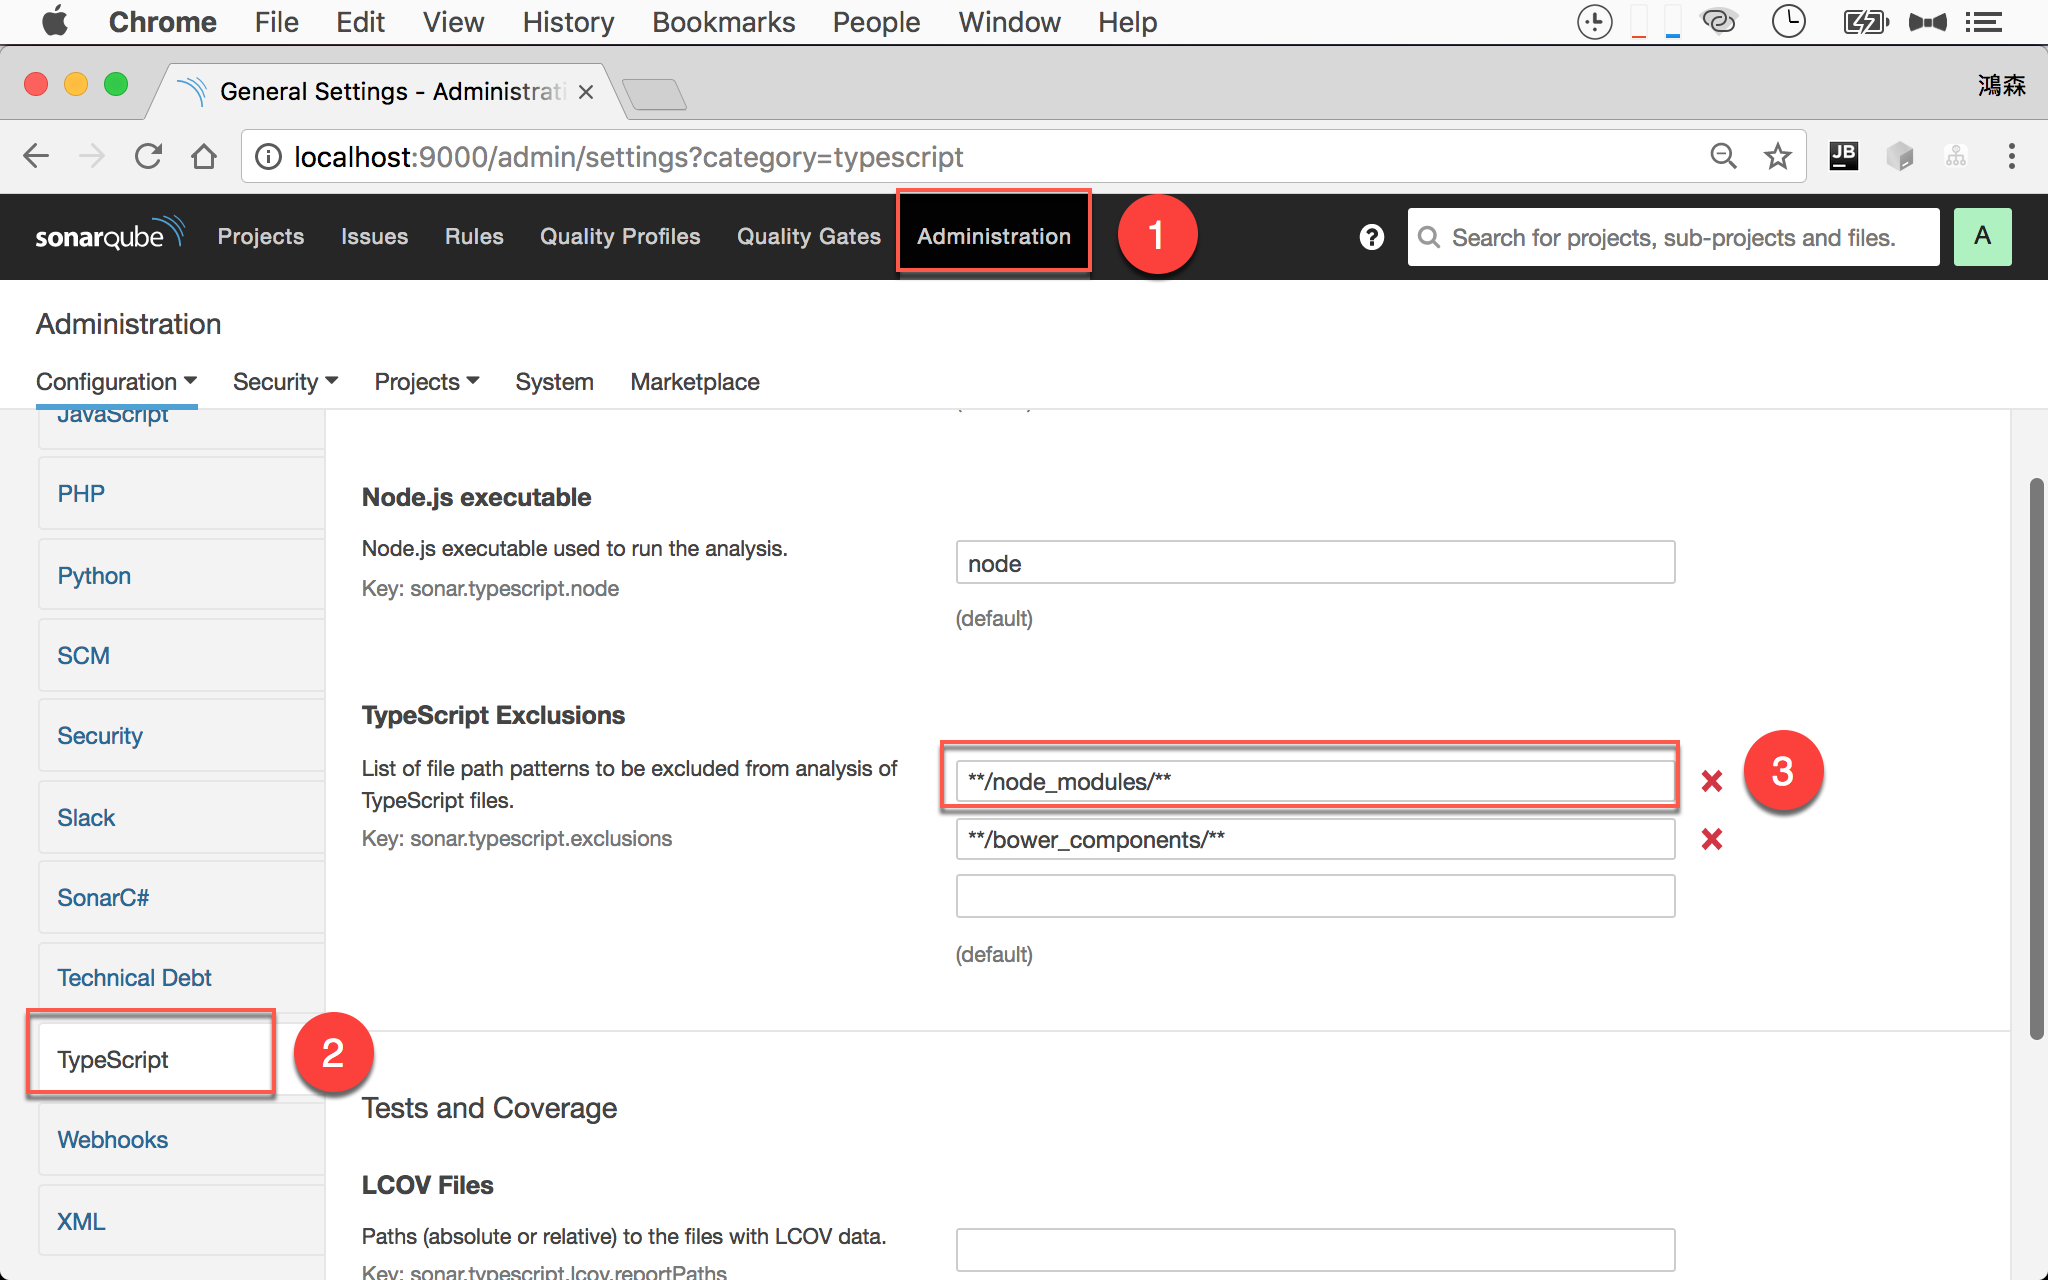 Chrome File Edit View History Bookmarks People Window Help
General Settings - Administrati
鴻森
localhost:9000/admin/settings?category=typescript
JB
sonarqube Projects Issues Rules Quality Profiles Quality Gates Administration 1 ? Search for projects, sub-projects and files. A
Administration
Configuration Security Projects System Marketplace
JavaScript
PHP
Python
SCM
Security
Slack
SonarC#
Technical Debt
TypeScript
2
Webhooks
XML
Node.js executable
Node.js executable used to run the analysis.
Key: sonar.typescript.node
node
(default)
TypeScript Exclusions
List of file path patterns to be excluded from analysis of
TypeScript files.
Key: sonar.typescript.exclusions
**/node_modules/**
3
**/bower_components/**
(default)
Tests and Coverage
LCOV Files
Paths (absolute or relative) to the files with LCOV data.
Key: sonar.typescript.lcov.reportPaths